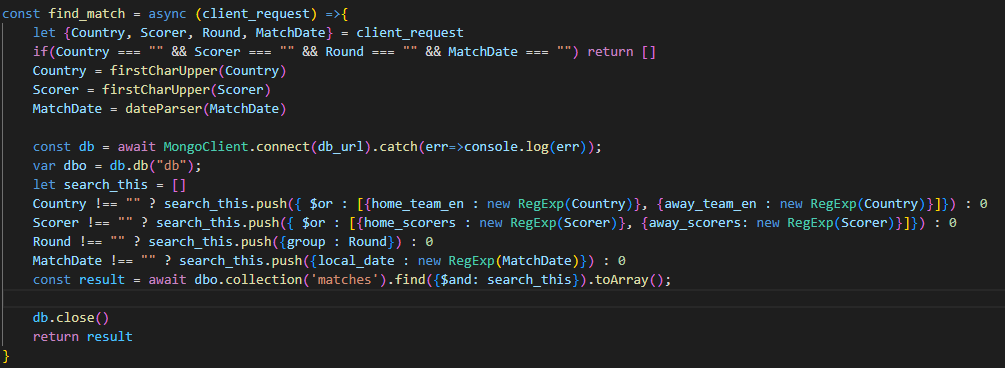 const find_match = async (client_request) =>{
let {Country, Scorer, Round, MatchDate} = client_request
if(Country === "" && Scorer === "" && Round === "" && MatchDate === "") return []
Country = firstCharUpper(Country)
Scorer = firstCharUpper(Scorer)
MatchDate = dateParser(MatchDate)
const db = await MongoClient.connect(db_url).catch(err=>console.log(err));
var dbo = db.db("db");
let search_this = []
Country !== "" ? search_this.push({ $or : [{home_team_en : new RegExp(Country)}, {away_team_en : new RegExp(Country)}]}) : 0
Scorer !== "" ? search_this.push({ $or : [{home_scorers : new RegExp(Scorer)}, {away_scorers: new RegExp(Scorer)}]}) : 0
Round !== "" ? search_this.push({group : Round}) : 0
MatchDate !== "" ? search_this.push({local_date : new RegExp(MatchDate)}) : 0
const result = await dbo.collection('matches').find({$and: search_this}).toArray();
db.close()
return result
}